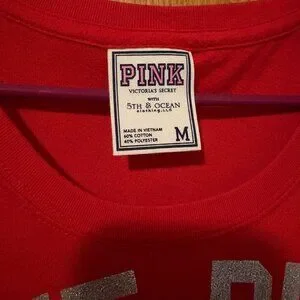 PINK
VICTORIA'S SECRET
WITH
5TH & OCEAN
clothing, LLC
MADE IN VIETNAM
60% COTTON
40% POLYESTER
M